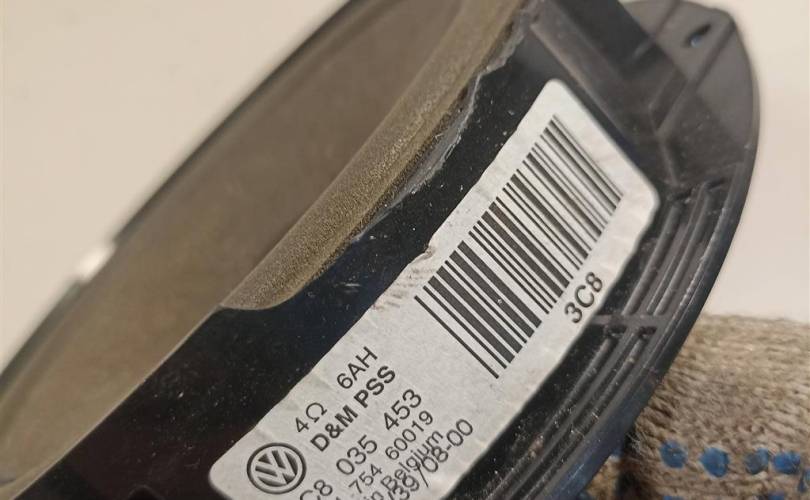 4Ω 6AH
D&M PSS
C8 035 453
754 60019
Belgium
39/08-00
3C8